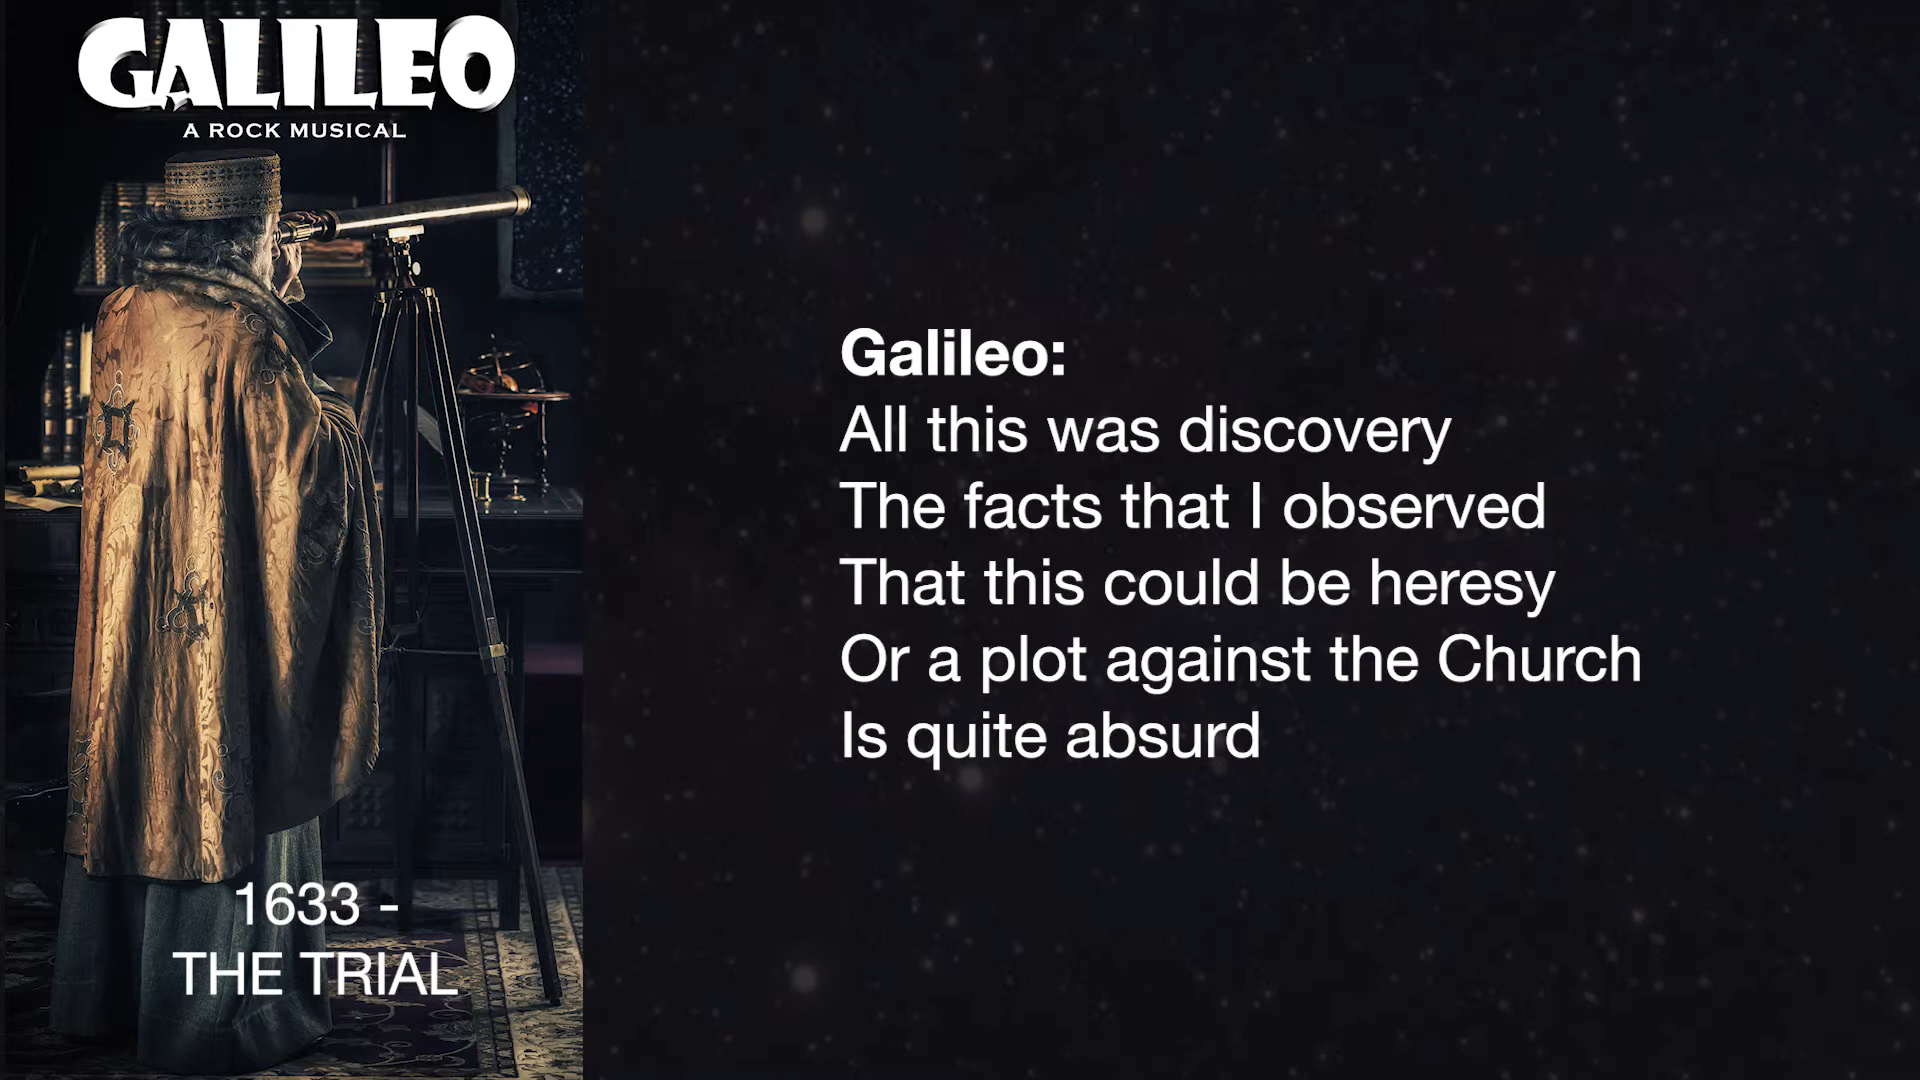 GALILEO
A ROCK MUSICAL
1633 -
THE TRIAL
Galileo:
All this was discovery
The facts that I observed
That this could be heresy
Or a plot against the Church
Is quite absurd